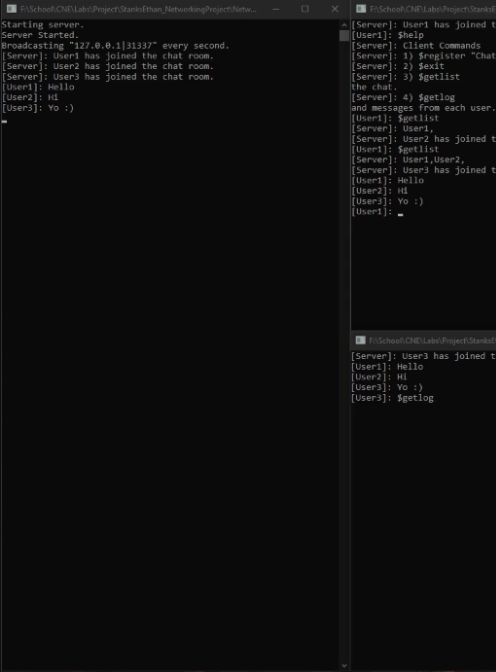 F:\School\CNE\Labs\Project\StanksEthan_NetworkingProject\Netw...
Starting server.
Server Started.
Broadcasting "127.0.0.1|31337" every second.
[Server]: User1 has joined the chat room.
[Server]: User2 has joined the chat room.
[Server]: User3 has joined the chat room.
[User1]: Hello
[User2]: Hi
[User3]: Yo :)
F:\School\CNE\Labs\Project\StanksEt
[Server]: User1 has joined t
[User1]: $help
[Server]: Client Commands
[Server]: 1) $register "Chat
[Server]: 2) $exit
[Server]: 3) $getlist
the chat.
[Server]: 4) $getlog
and messages from each user.
[User1]: $getlist
[Server]: User1,
[Server]: User2 has joined t
[User1]: $getlist
[Server]: User1,User2,
[Server]: User3 has joined t
[User1]: Hello
[User2]: Hi
[User3]: Yo :)
[User1]:
F:\School\CNE\Labs\Project\StanksEt
[Server]: User3 has joined t
[User1]: Hello
[User2]: Hi
[User3]: Yo :)
[User3]: $getlog